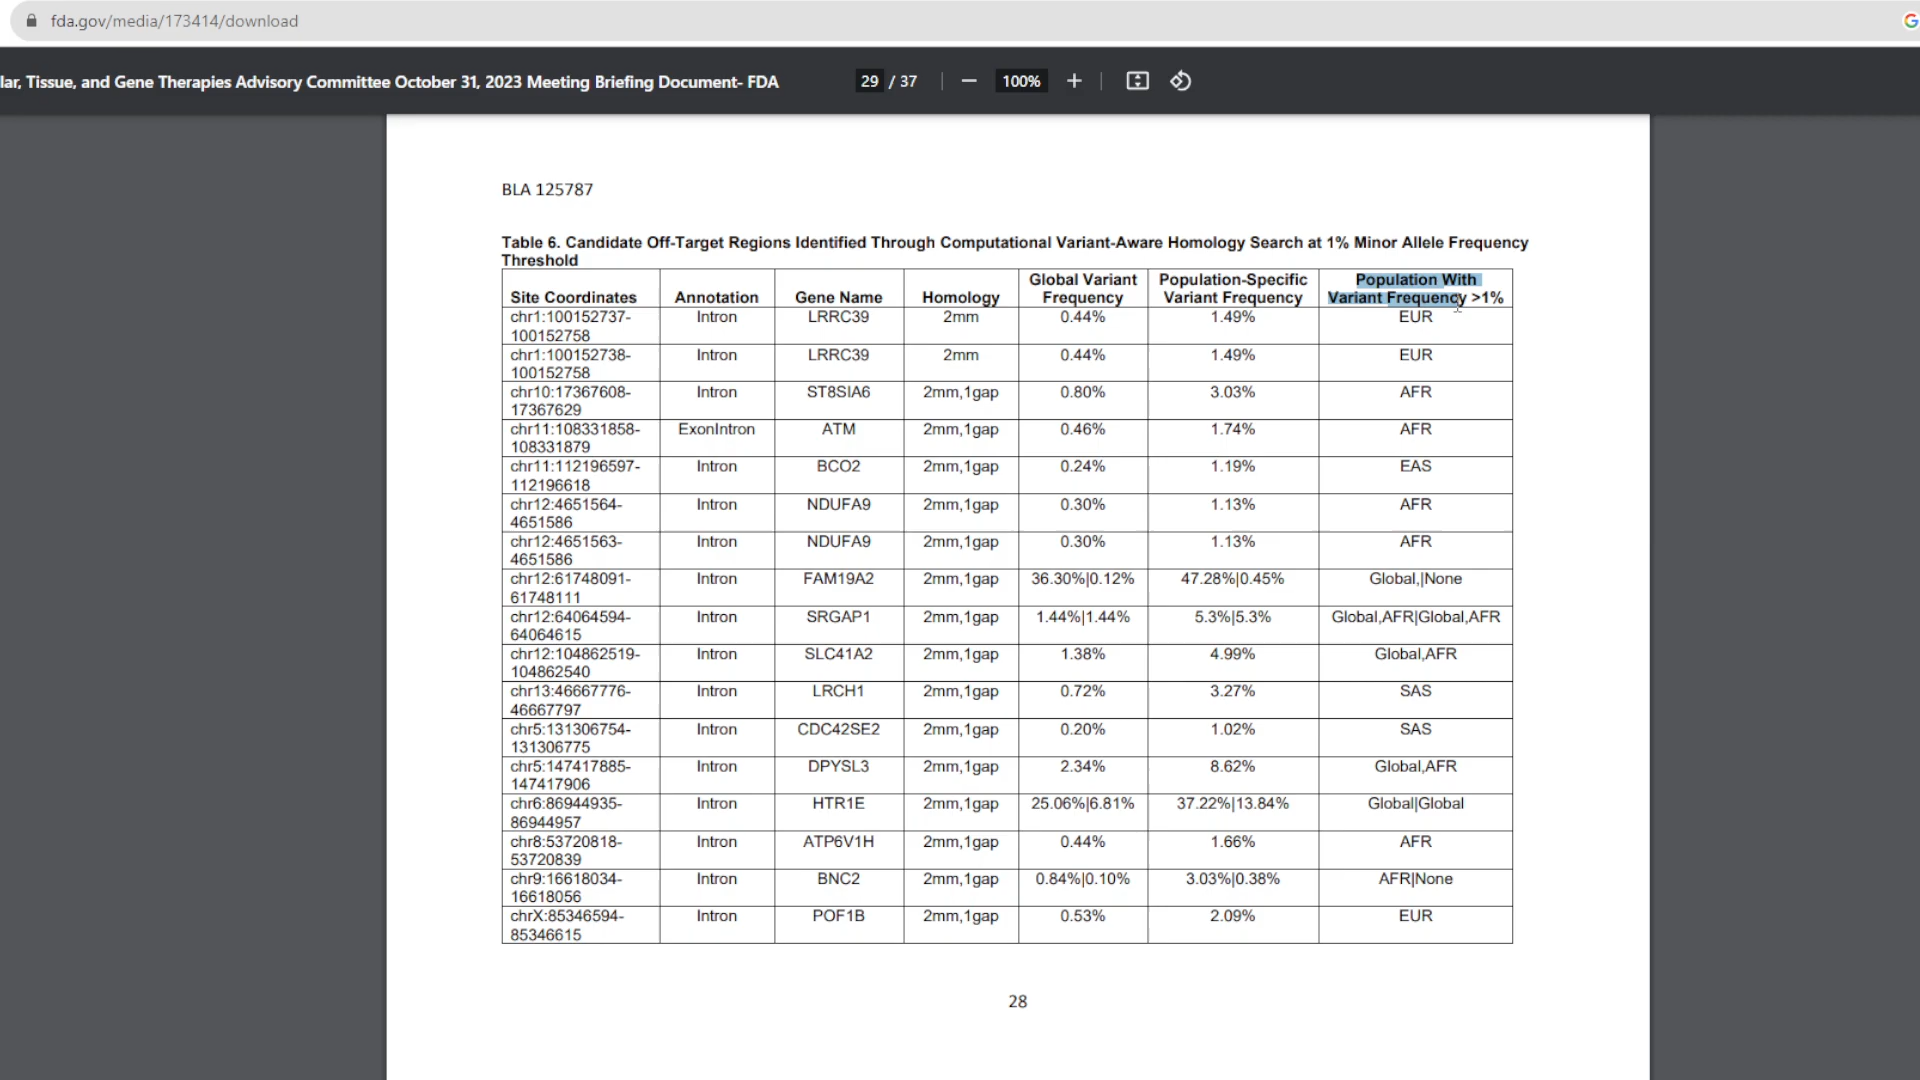 fda.gov/media/173414/download
lar, Tissue, and Gene Therapies Advisory Committee October 31, 2023 Meeting Briefing Document- FDA 29 / 37 100%
BLA 125787
Table 6. Candidate Off-Target Regions Identified Through Computational Variant-Aware Homology Search at 1% Minor Allele Frequency
Threshold
Site Coordinates Annotation Gene Name Homology Global Variant Frequency Population-Specific Variant Frequency Population With Variant Frequency >1%
chr1:100152737-100152758 Intron LRRC39 2mm 0.44% 1.49% EUR
chr1:100152738-100152758 Intron LRRC39 2mm 0.44% 1.49% EUR
chr10:17367608-17367629 Intron ST8SIA6 2mm,1gap 0.80% 3.03% AFR
chr11:108331858-108331879 ExonIntron ATM 2mm,1gap 0.46% 1.74% AFR
chr11:112196597-112196618 Intron BCO2 2mm,1gap 0.24% 1.19% EAS
chr12:4651564-4651586 Intron NDUFA9 2mm,1gap 0.30% 1.13% AFR
chr12:4651563-4651586 Intron NDUFA9 2mm,1gap 0.30% 1.13% AFR
chr12:61748091-61748111 Intron FAM19A2 2mm,1gap 36.30%|0.12% 47.28%|0.45% Global,|None
chr12:64064594-64064615 Intron SRGAP1 2mm,1gap 1.44%|1.44% 5.3%|5.3% Global,AFR|Global,AFR
chr12:104862519-104862540 Intron SLC41A2 2mm,1gap 1.38% 4.99% Global,AFR
chr13:46667776-46667797 Intron LRCH1 2mm,1gap 0.72% 3.27% SAS
chr5:131306754-131306775 Intron CDC42SE2 2mm,1gap 0.20% 1.02% SAS
chr5:147417885-147417906 Intron DPYSL3 2mm,1gap 2.34% 8.62% Global,AFR
chr6:86944935-86944957 Intron HTR1E 2mm,1gap 25.06%|6.81% 37.22%|13.84% Global|Global
chr8:53720818-53720839 Intron ATP6V1H 2mm,1gap 0.44% 1.66% AFR
chr9:16618034-16618056 Intron BNC2 2mm,1gap 0.84%|0.10% 3.03%|0.38% AFR|None
chrX:85346594-85346615 Intron POF1B 2mm,1gap 0.53% 2.09% EUR
28